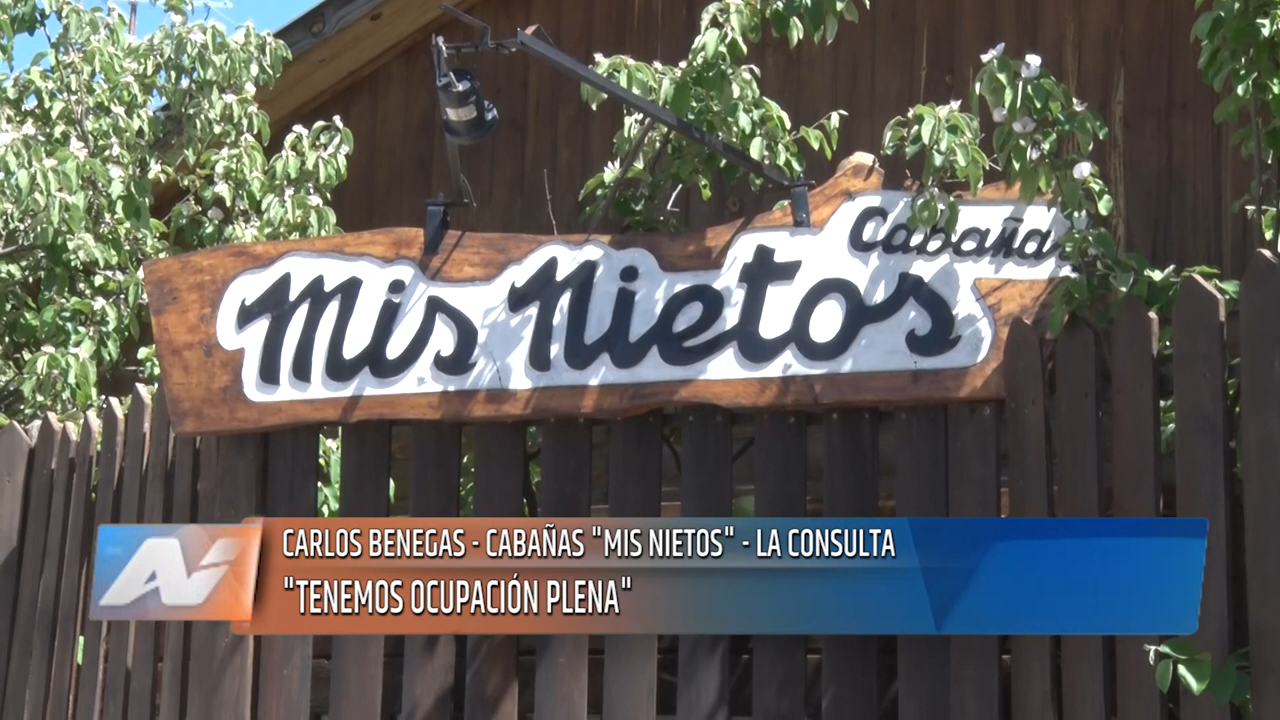 Cabaña
Mis Nietos
CARLOS BENEGAS - CABAÑAS "MIS NIETOS" - LA CONSULTA
"TENEMOS OCUPACIÓN PLENA"